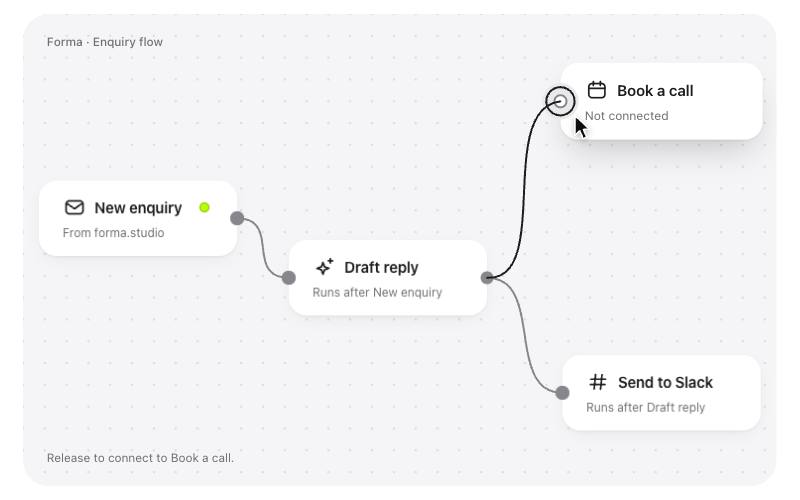 Forma · Enquiry flow
Book a call
Not connected
New enquiry
From forma.studio
Draft reply
Runs after New enquiry
Send to Slack
Runs after Draft reply
Release to connect to Book a call.